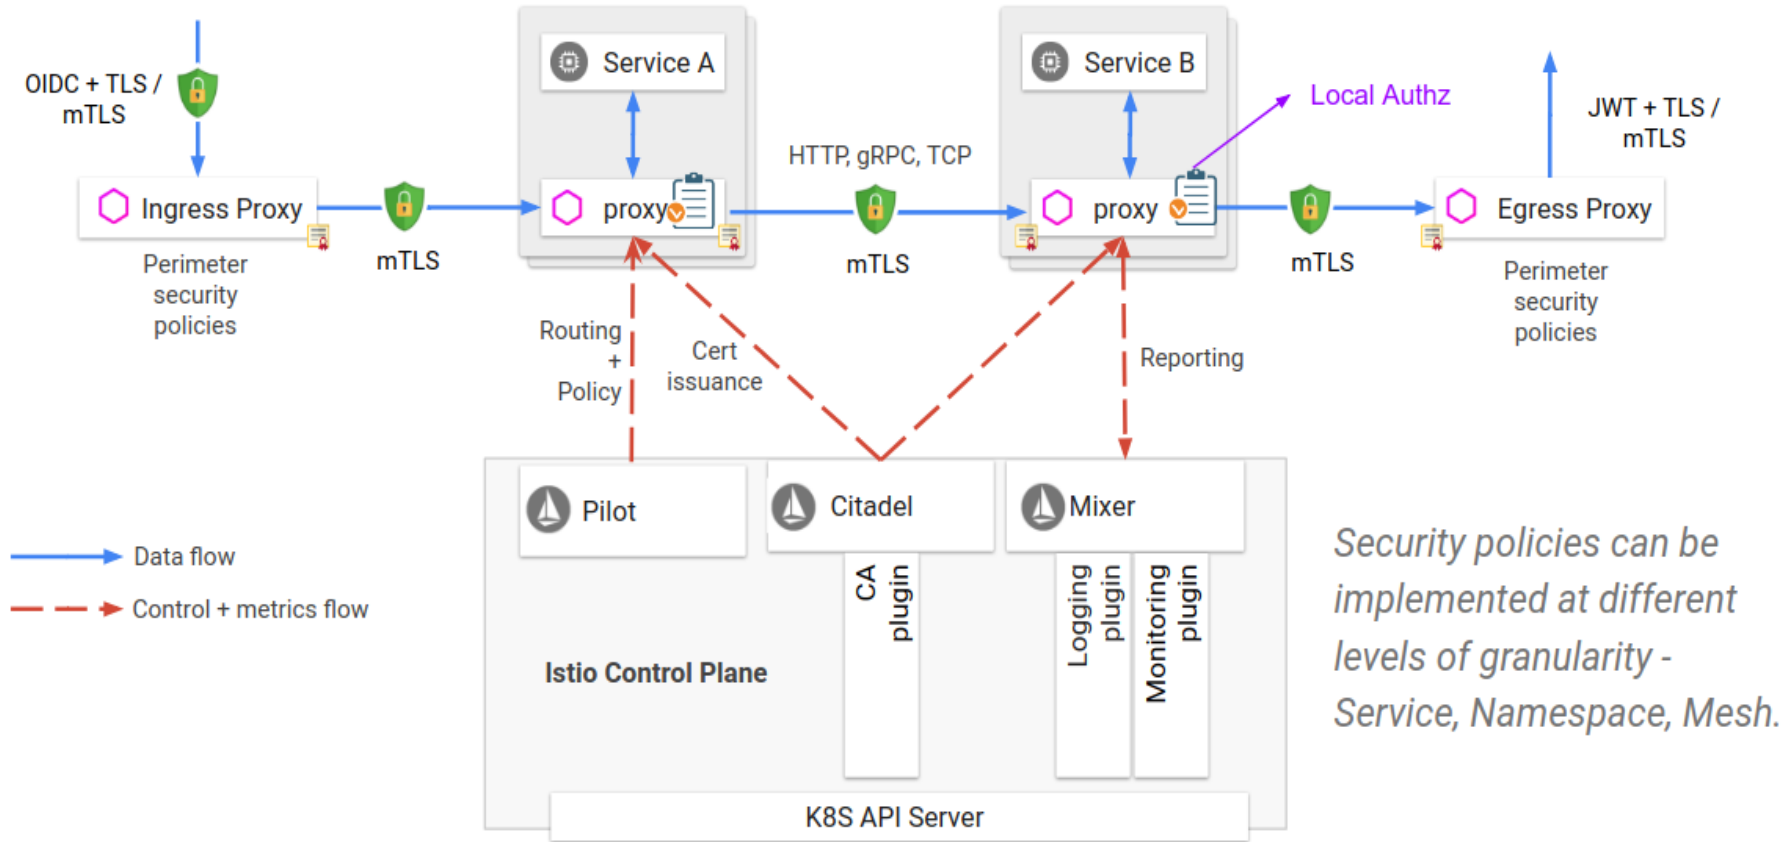 OIDC + TLS /
mTLS
Service A
Service B
Local Authz
JWT + TLS /
mTLS
HTTP, gRPC, TCP
Ingress Proxy
proxy
proxy
Egress Proxy
mTLS
mTLS
mTLS
Perimeter
security
policies
Perimeter
security
policies
Routing
+
Policy
Cert
issuance
Reporting
Pilot
Citadel
Mixer
Data flow
Control + metrics flow
CA
plugin
Logging
plugin
Monitoring
plugin
Istio Control Plane
K8S API Server
Security policies can be
implemented at different
levels of granularity -
Service, Namespace, Mesh.